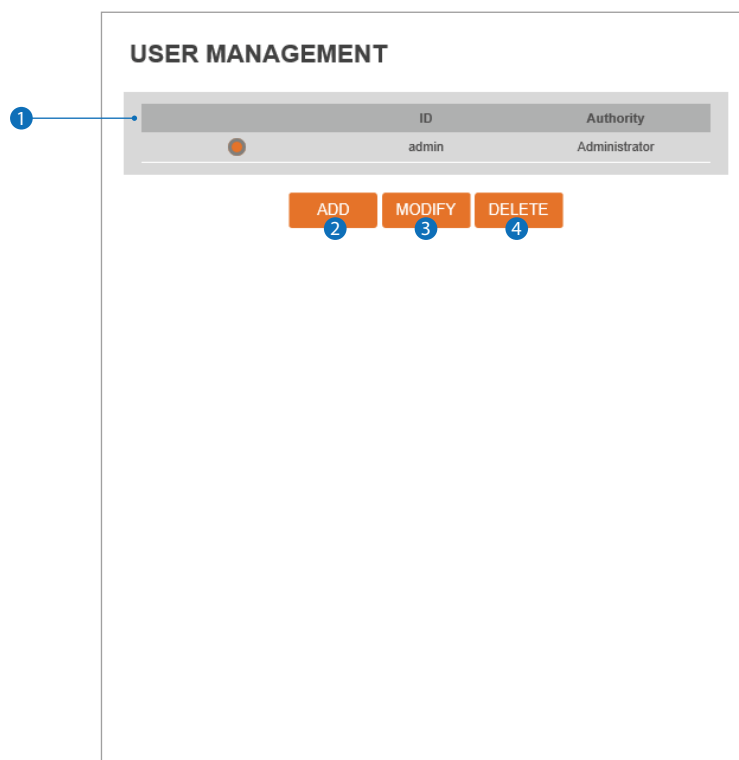 USER MANAGEMENT
1
ID Authority
admin Administrator
ADD MODIFY DELETE
2 3 4